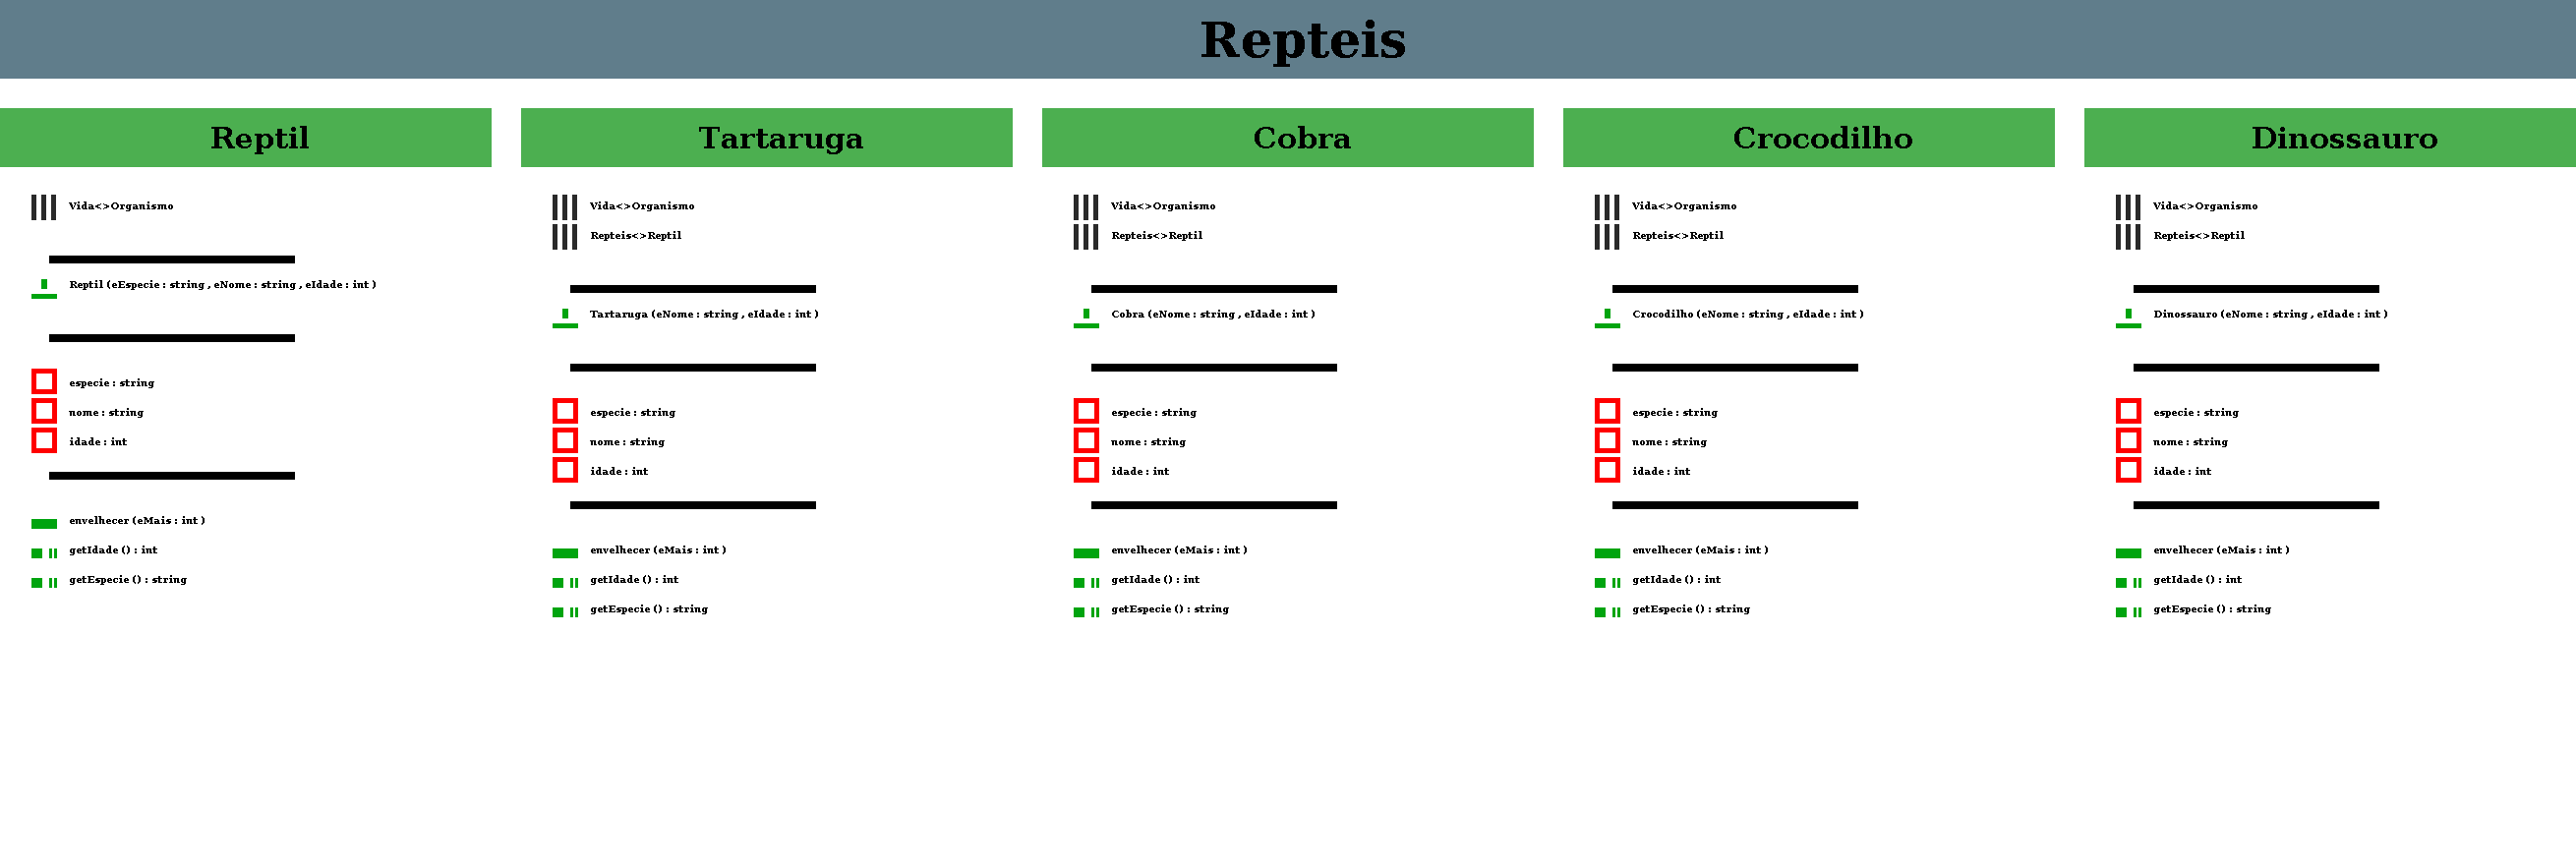 Repteis
Reptil
Vida<>Organismo
Reptil (eEspecie : string , eNome : string , eIdade : int )
especie : string
nome : string
idade : int
envelhecer (eMais : int )
getIdade () : int
getEspecie () : string
Tartaruga
Vida<>Organismo
Repteis<>Reptil
Tartaruga (eNome : string , eIdade : int )
especie : string
nome : string
idade : int
envelhecer (eMais : int )
getIdade () : int
getEspecie () : string
Cobra
Vida<>Organismo
Repteis<>Reptil
Cobra (eNome : string , eIdade : int )
especie : string
nome : string
idade : int
envelhecer (eMais : int )
getIdade () : int
getEspecie () : string
Crocodilho
Vida<>Organismo
Repteis<>Reptil
Crocodilho (eNome : string , eIdade : int )
especie : string
nome : string
idade : int
envelhecer (eMais : int )
getIdade () : int
getEspecie () : string
Dinossauro
Vida<>Organismo
Repteis<>Reptil
Dinossauro (eNome : string , eIdade : int )
especie : string
nome : string
idade : int
envelhecer (eMais : int )
getIdade () : int
getEspecie () : string